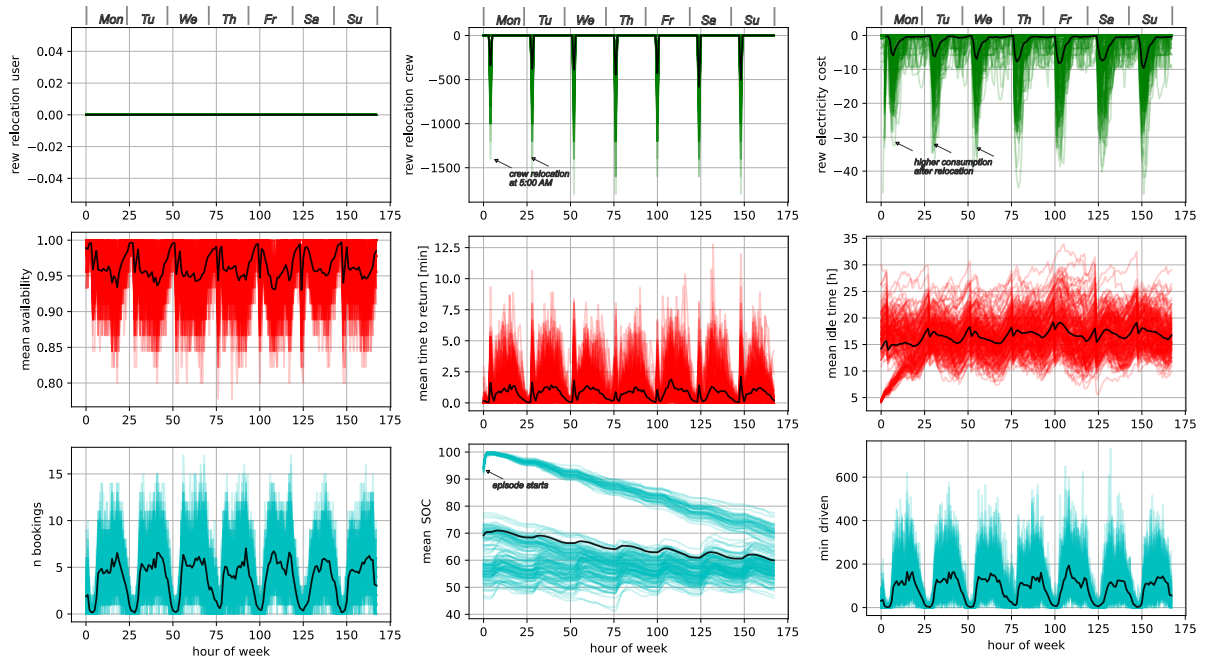 Mon Tu We Th Fr Sa Su
Mon Tu We Th Fr Sa Su
Mon Tu We Th Fr Sa Su
rew relocation user
0.04
0.02
0.00
−0.02
−0.04
0 25 50 75 100 125 150 175
hour of week
rew relocation crew
0
−500
−1000
−1500
crew relocation
at 5:00 AM
0 25 50 75 100 125 150 175
hour of week
rew electricity cost
0
−10
−20
−30
−40
higher consumption
after relocation
0 25 50 75 100 125 150 175
hour of week
mean availability
1.00
0.95
0.90
0.85
0.80
0 25 50 75 100 125 150 175
mean time to return [min]
12.5
10.0
7.5
5.0
2.5
0.0
0 25 50 75 100 125 150 175
mean idle time [h]
35
30
25
20
15
10
5
0 25 50 75 100 125 150 175
n bookings
15
10
5
0
0 25 50 75 100 125 150 175
hour of week
mean SOC
100
90
80
70
60
50
40
episode starts
0 25 50 75 100 125 150 175
hour of week
min driven
600
400
200
0
0 25 50 75 100 125 150 175
hour of week